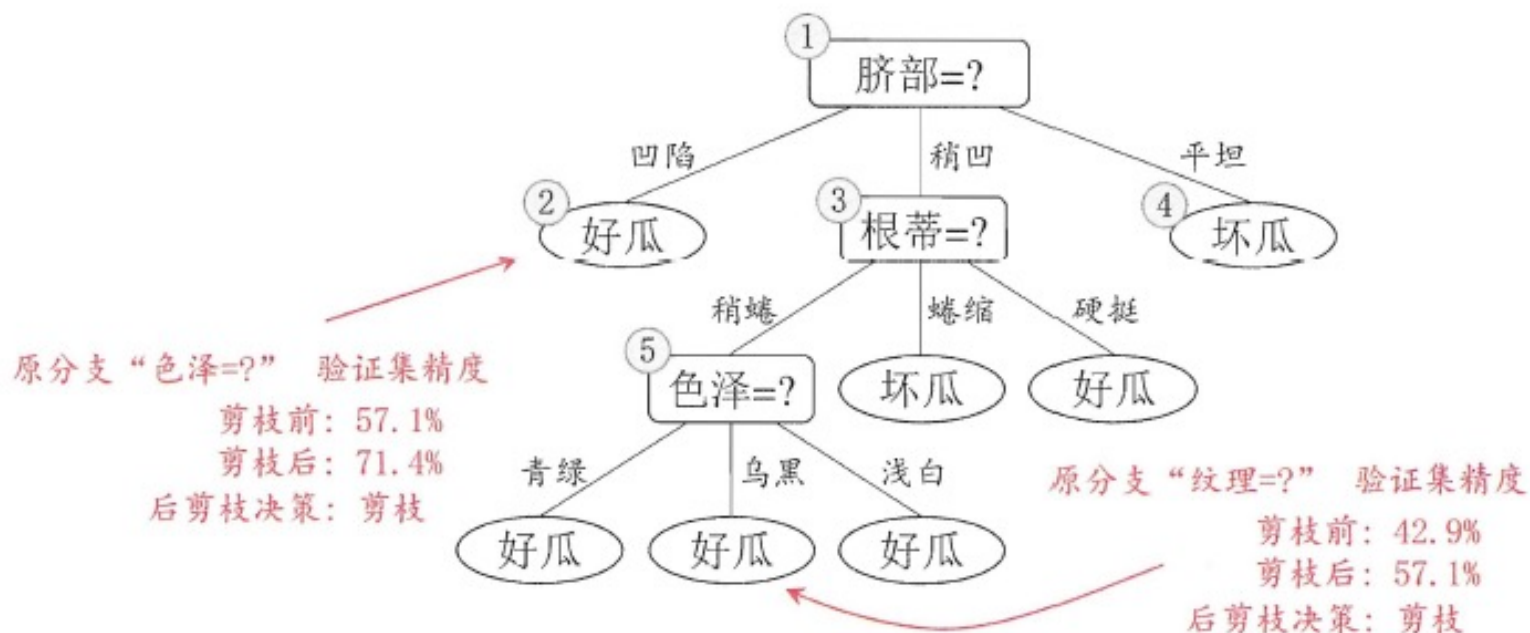 ①
脐部=?
凹陷
稍凹
平坦
②
好瓜
③
根蒂=?
④
坏瓜
稍蜷
蜷缩
硬挺
原分支“色泽=?” 验证集精度
剪枝前: 57.1%
剪枝后: 71.4%
后剪枝决策: 剪枝
⑤
色泽=?
坏瓜
好瓜
青绿
乌黑
浅白
好瓜
好瓜
好瓜
原分支“纹理=?” 验证集精度
剪枝前: 42.9%
剪枝后: 57.1%
后剪枝决策: 剪枝